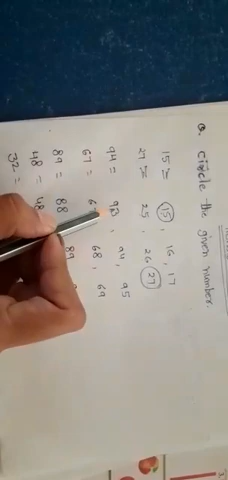 Q. Circle the given number.
15 = 15, 16, 17
27 = 25, 26, 27
94 = 93, 94, 95
67 = 68, 69
89 = 88 89
48 = 48
32 =